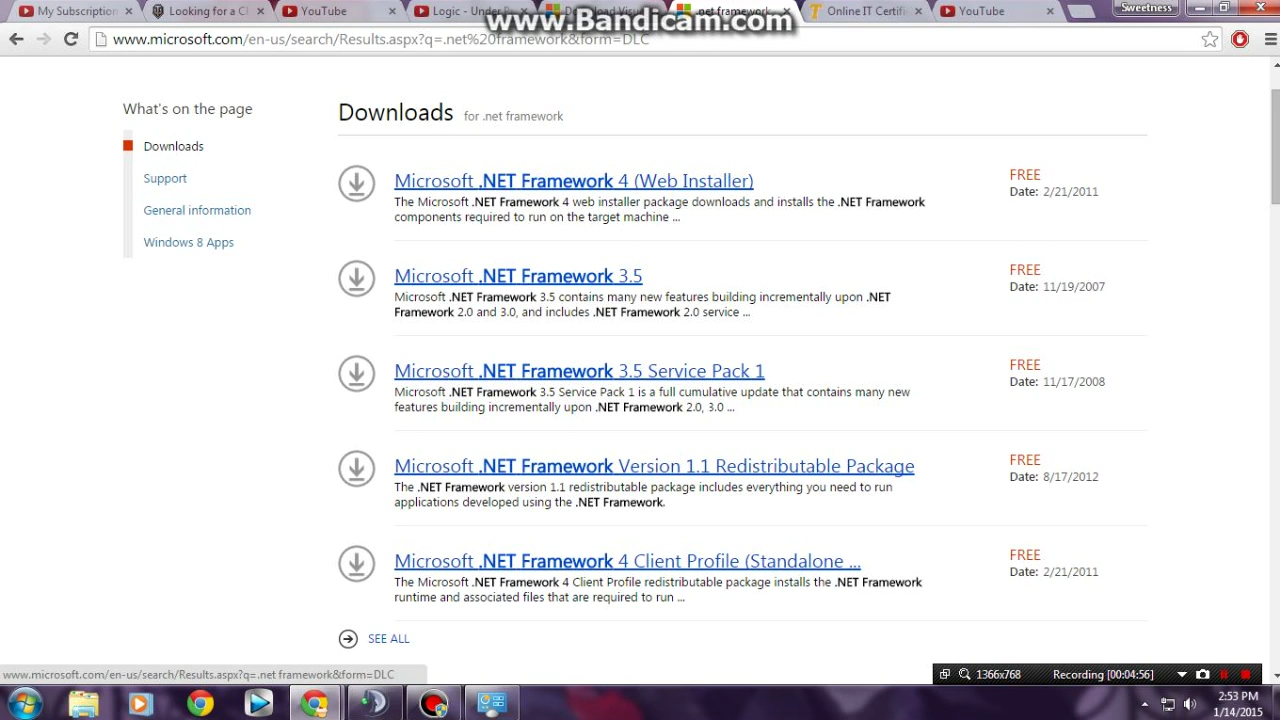 My Subscription
Looking for a Cl
YouTube
Logic - Under P
Download Visu
.net framework
Online IT Certifi
YouTube
Sweetness
www.Bandicam.com
www.microsoft.com/en-us/search/Results.aspx?q=.net%20framework&form=DLC
What's on the page
Downloads
Support
General information
Windows 8 Apps
Downloads for .net framework
Microsoft .NET Framework 4 (Web Installer)
FREE
Date: 2/21/2011
The Microsoft .NET Framework 4 web installer package downloads and installs the .NET Framework
components required to run on the target machine ...
Microsoft .NET Framework 3.5
FREE
Date: 11/19/2007
Microsoft .NET Framework 3.5 contains many new features building incrementally upon .NET
Framework 2.0 and 3.0, and includes .NET Framework 2.0 service ...
Microsoft .NET Framework 3.5 Service Pack 1
FREE
Date: 11/17/2008
Microsoft .NET Framework 3.5 Service Pack 1 is a full cumulative update that contains many new
features building incrementally upon .NET Framework 2.0, 3.0 ...
Microsoft .NET Framework Version 1.1 Redistributable Package
FREE
Date: 8/17/2012
The .NET Framework version 1.1 redistributable package includes everything you need to run
applications developed using the .NET Framework.
Microsoft .NET Framework 4 Client Profile (Standalone ...
FREE
Date: 2/21/2011
The Microsoft .NET Framework 4 Client Profile redistributable package installs the .NET Framework
runtime and associated files that are required to run ...
SEE ALL
www.microsoft.com/en-us/search/Results.aspx?q=.net framework&form=DLC
1366x768
Recording [00:04:56]
2:53 PM
1/14/2015